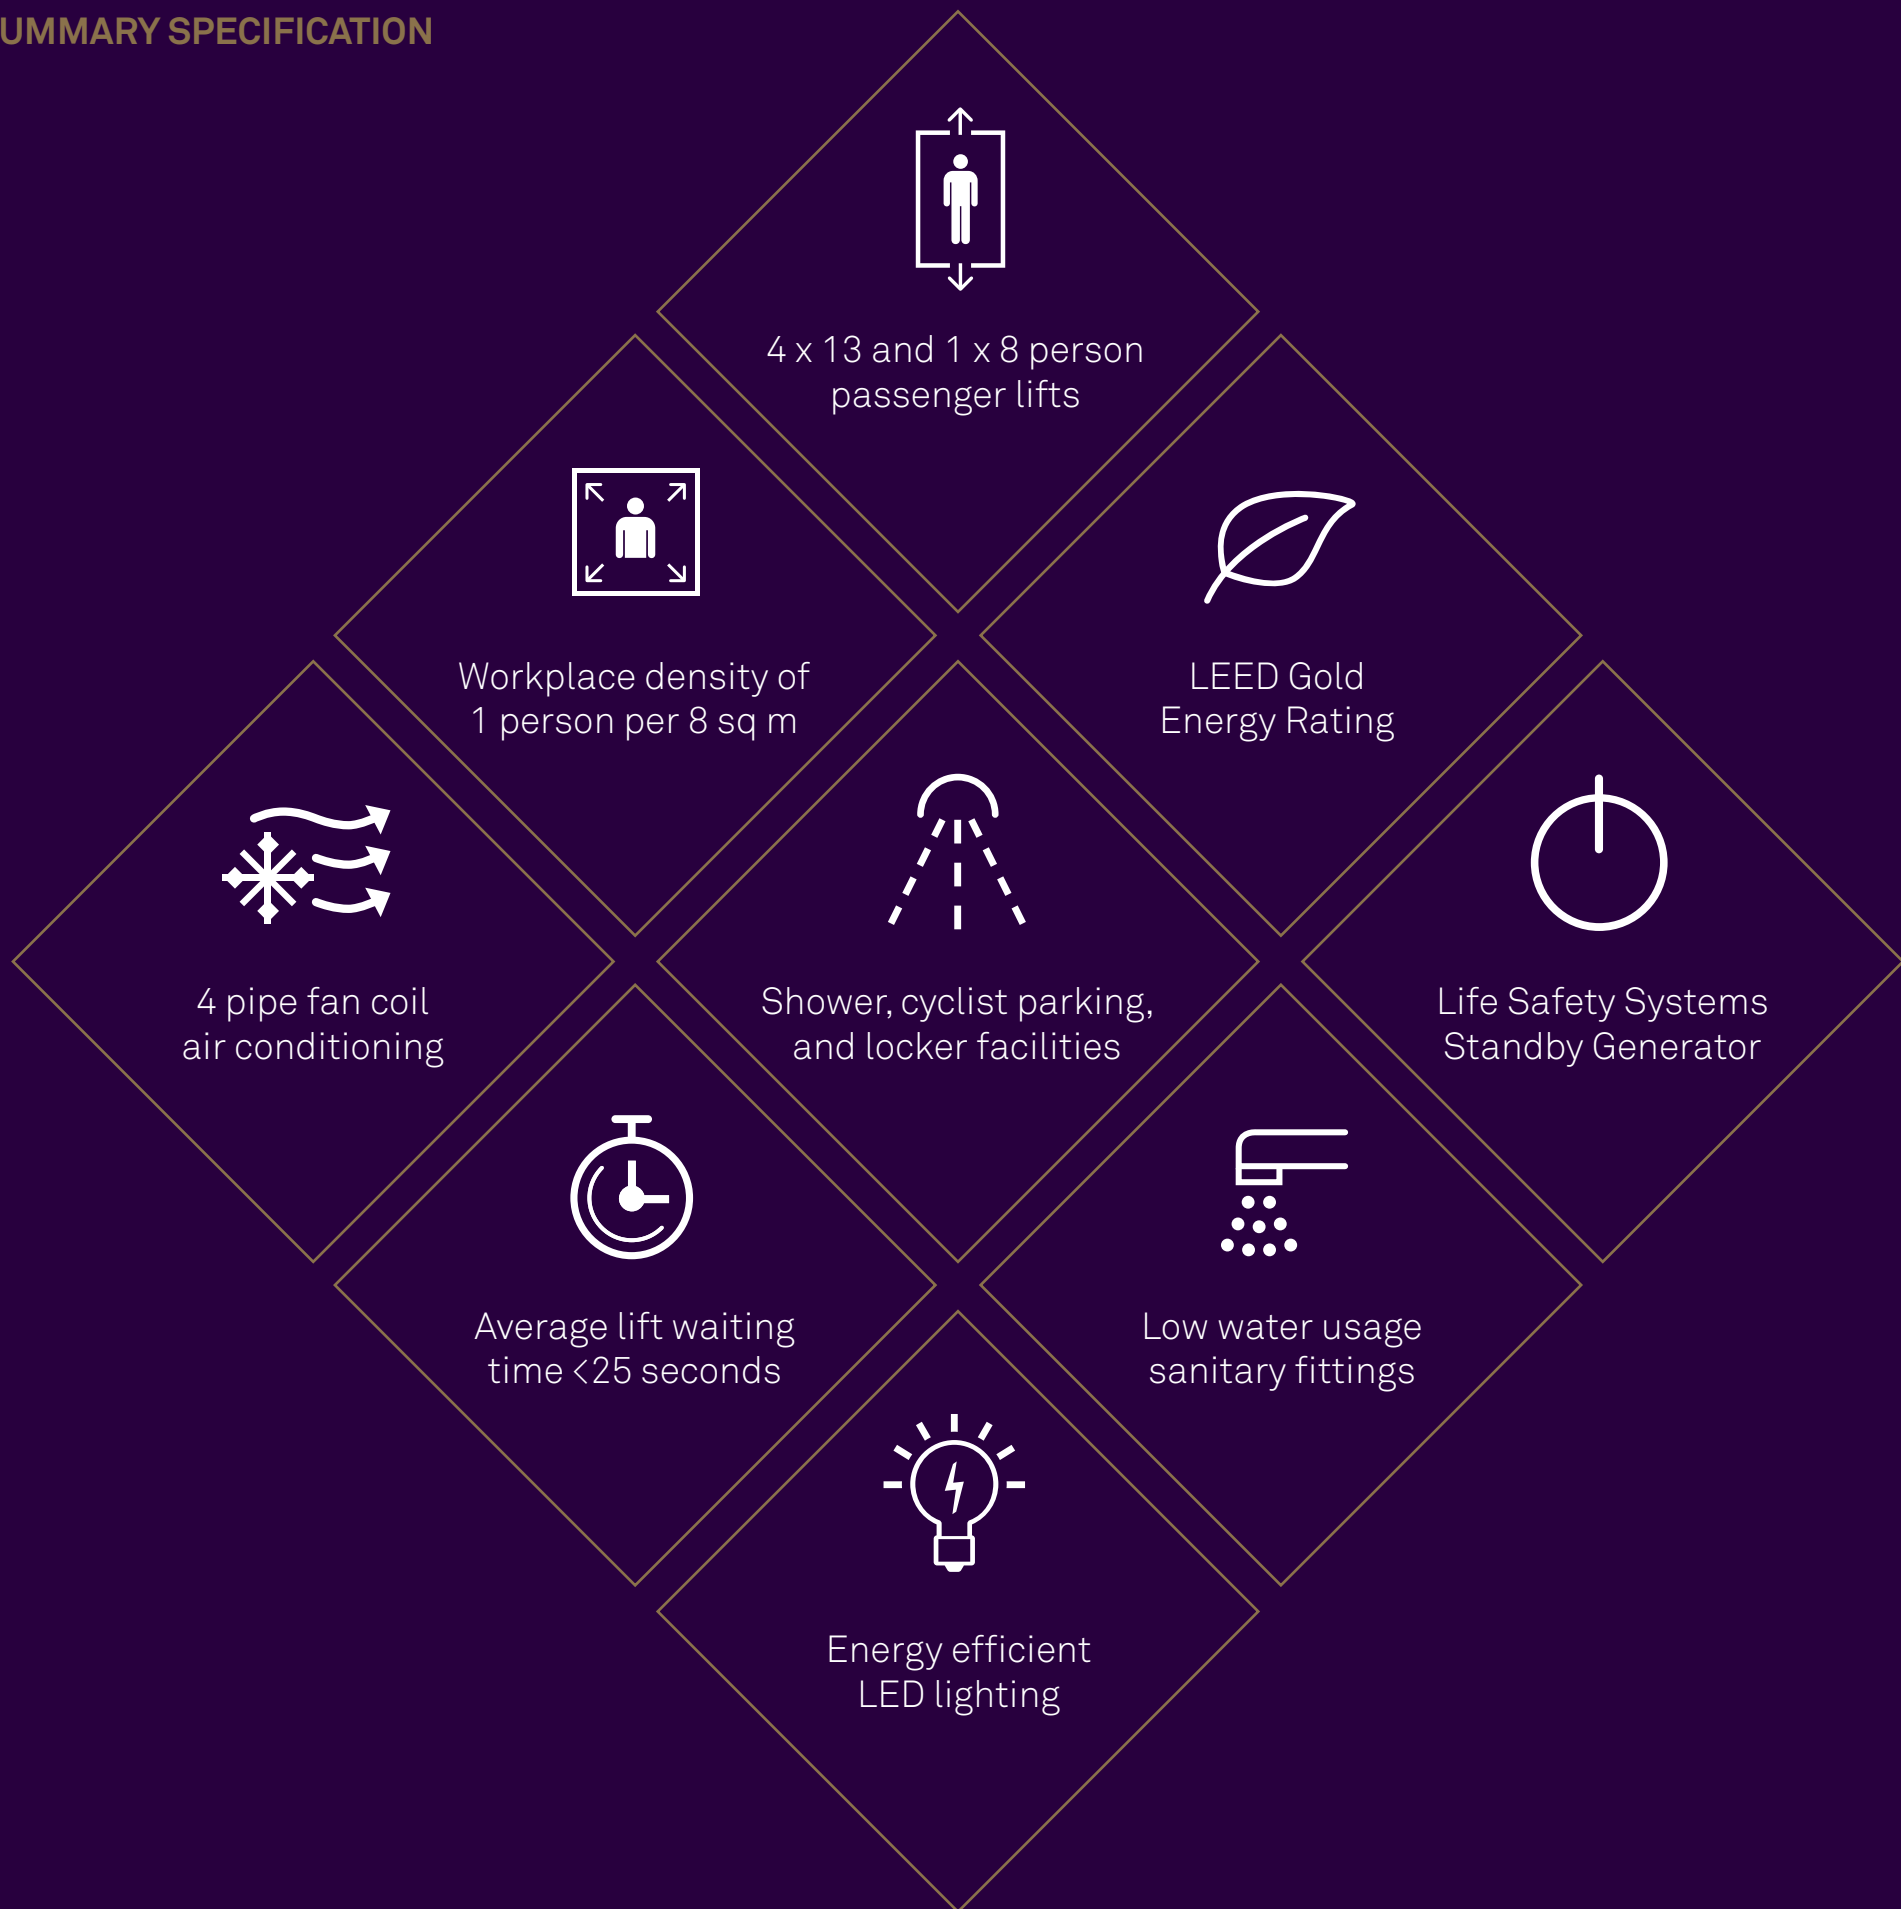 UMMARY SPECIFICATION
4 x 13 and 1 x 8 person
passenger lifts
Workplace density of
1 person per 8 sq m
LEED Gold
Energy Rating
4 pipe fan coil
air conditioning
Shower, cyclist parking,
and locker facilities
Life Safety Systems
Standby Generator
Average lift waiting
time <25 seconds
Low water usage
sanitary fittings
Energy efficient
LED lighting